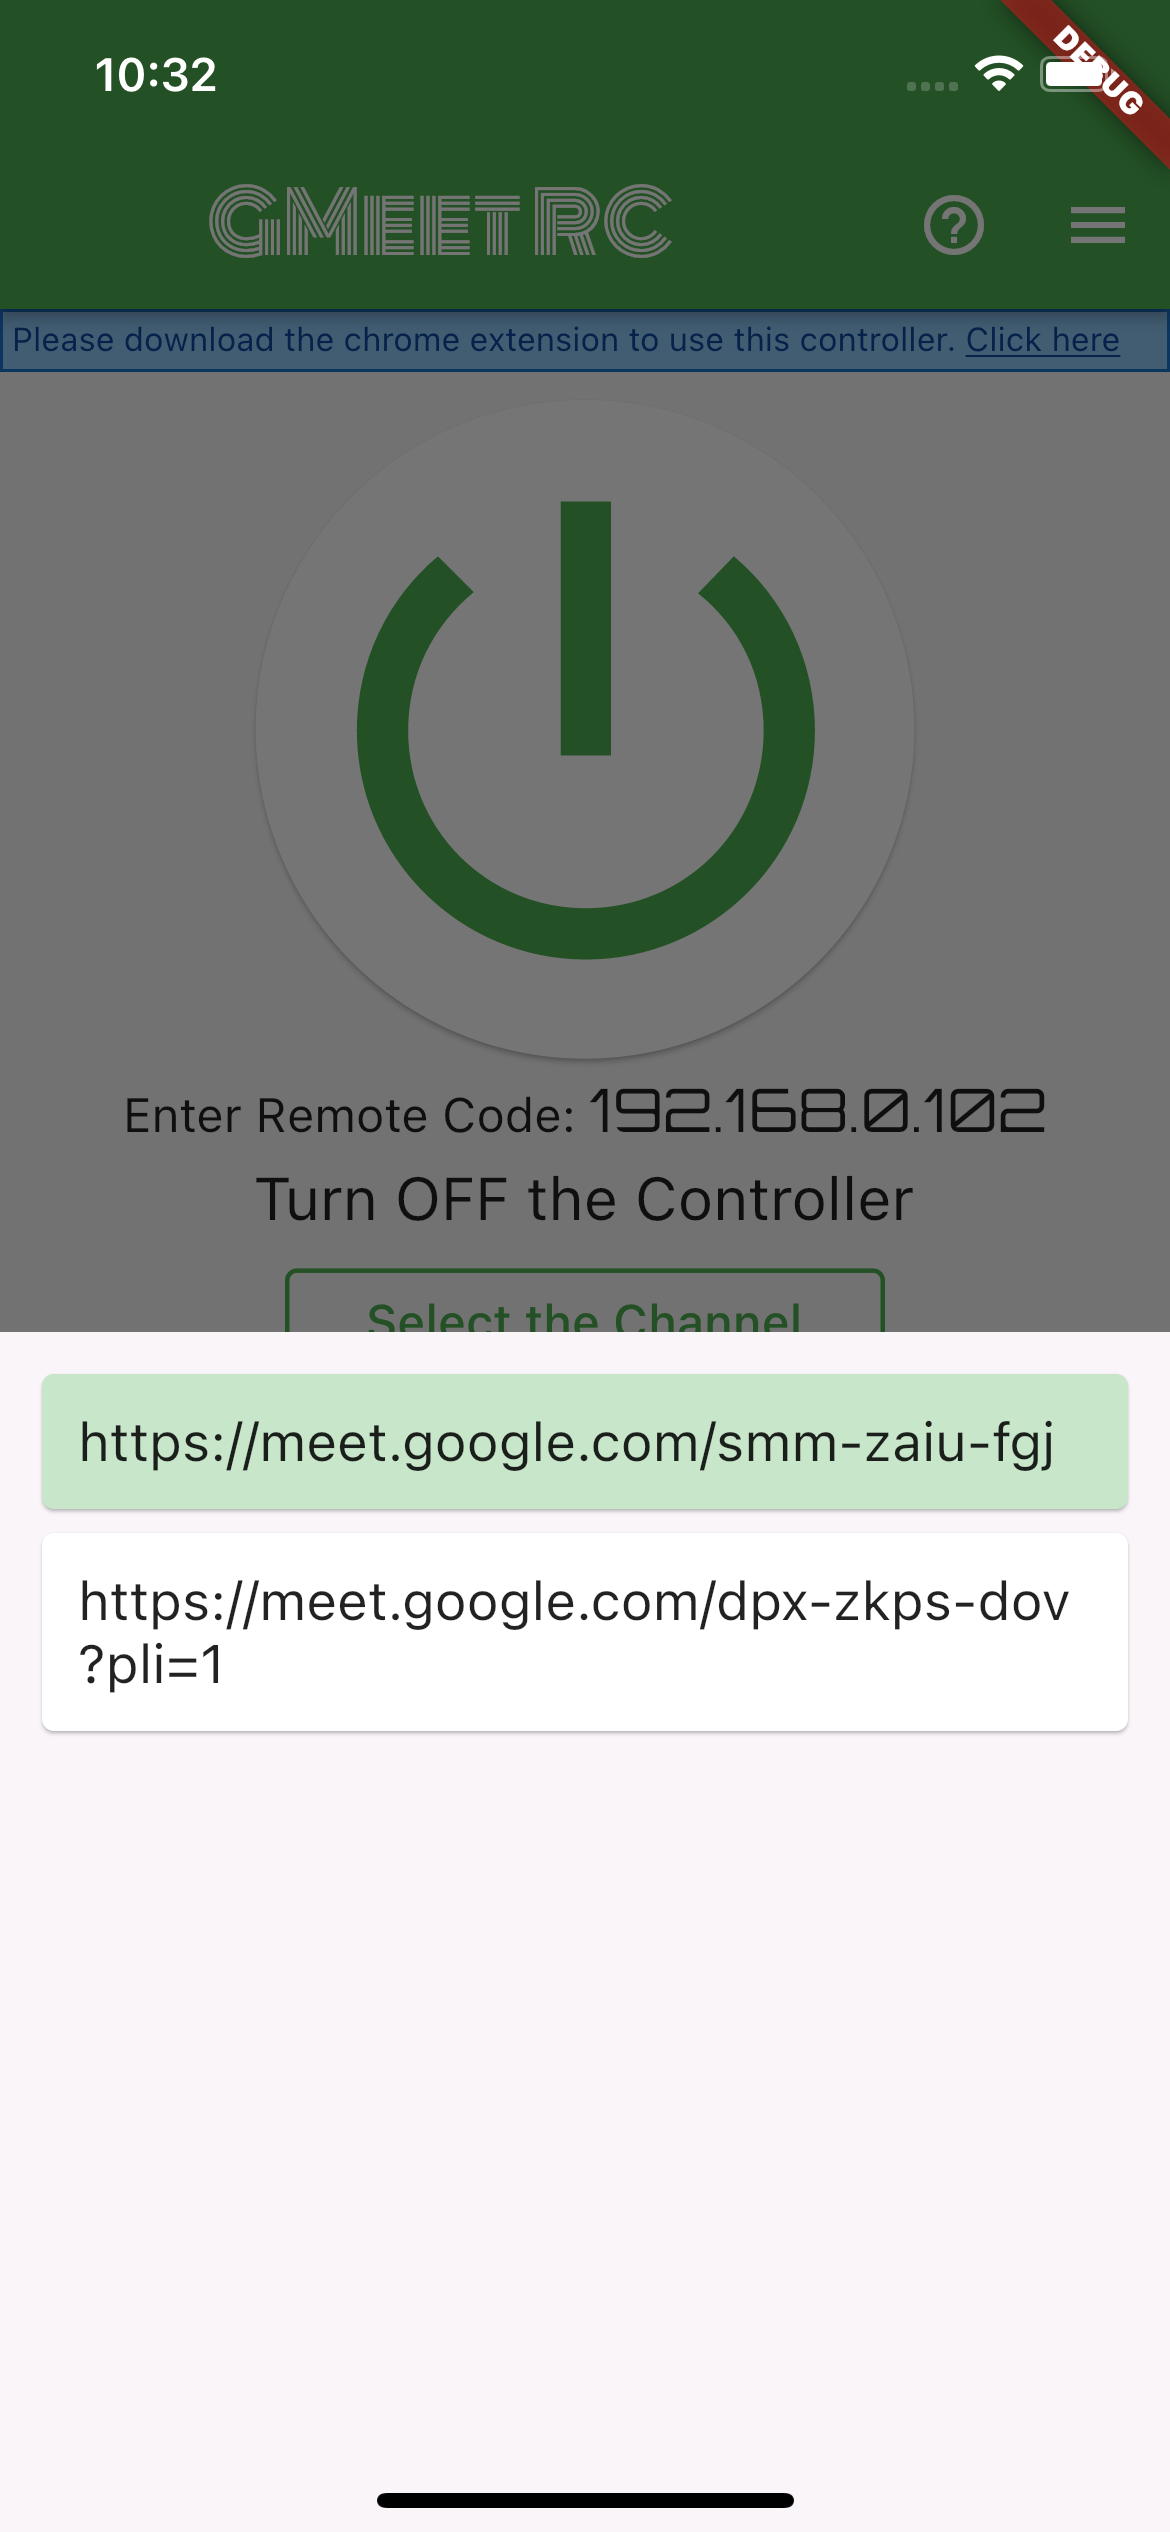 10:32
DEBUG
GMEET RC
Please download the chrome extension to use this controller. Click here
Enter Remote Code: 192.168.0.102
Turn OFF the Controller
Select the Channel
https://meet.google.com/smm-zaiu-fgj
https://meet.google.com/dpx-zkps-dov
?pli=1